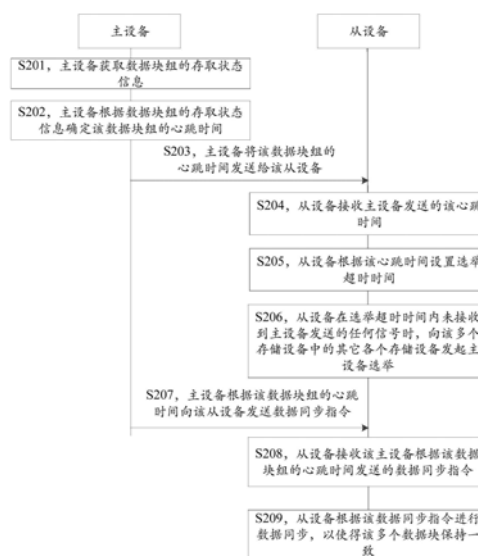 主设备
从设备
S201，主设备获取数据块组的存取状态
信息
S202，主设备根据数据块组的存取状态
信息确定该数据块组的心跳时间
S203，主设备将该数据块组的
心跳时间发送给该从设备
S204，从设备接收主设备发送的该心跳
时间
S205，从设备根据该心跳时间设置选举
超时时间
S206，从设备在选举超时时间内未接收
到主设备发送的任何信号时，向该多个
存储设备中的其它各个存储设备发起主
设备选举
S207，主设备根据该数据块组的心跳
时间向该从设备发送数据同步指令
S208，从设备接收该主设备根据该数据
块组的心跳时间发送的数据同步指令
S209，从设备根据该数据同步指令进行
数据同步，以使得该多个数据块保持一
致